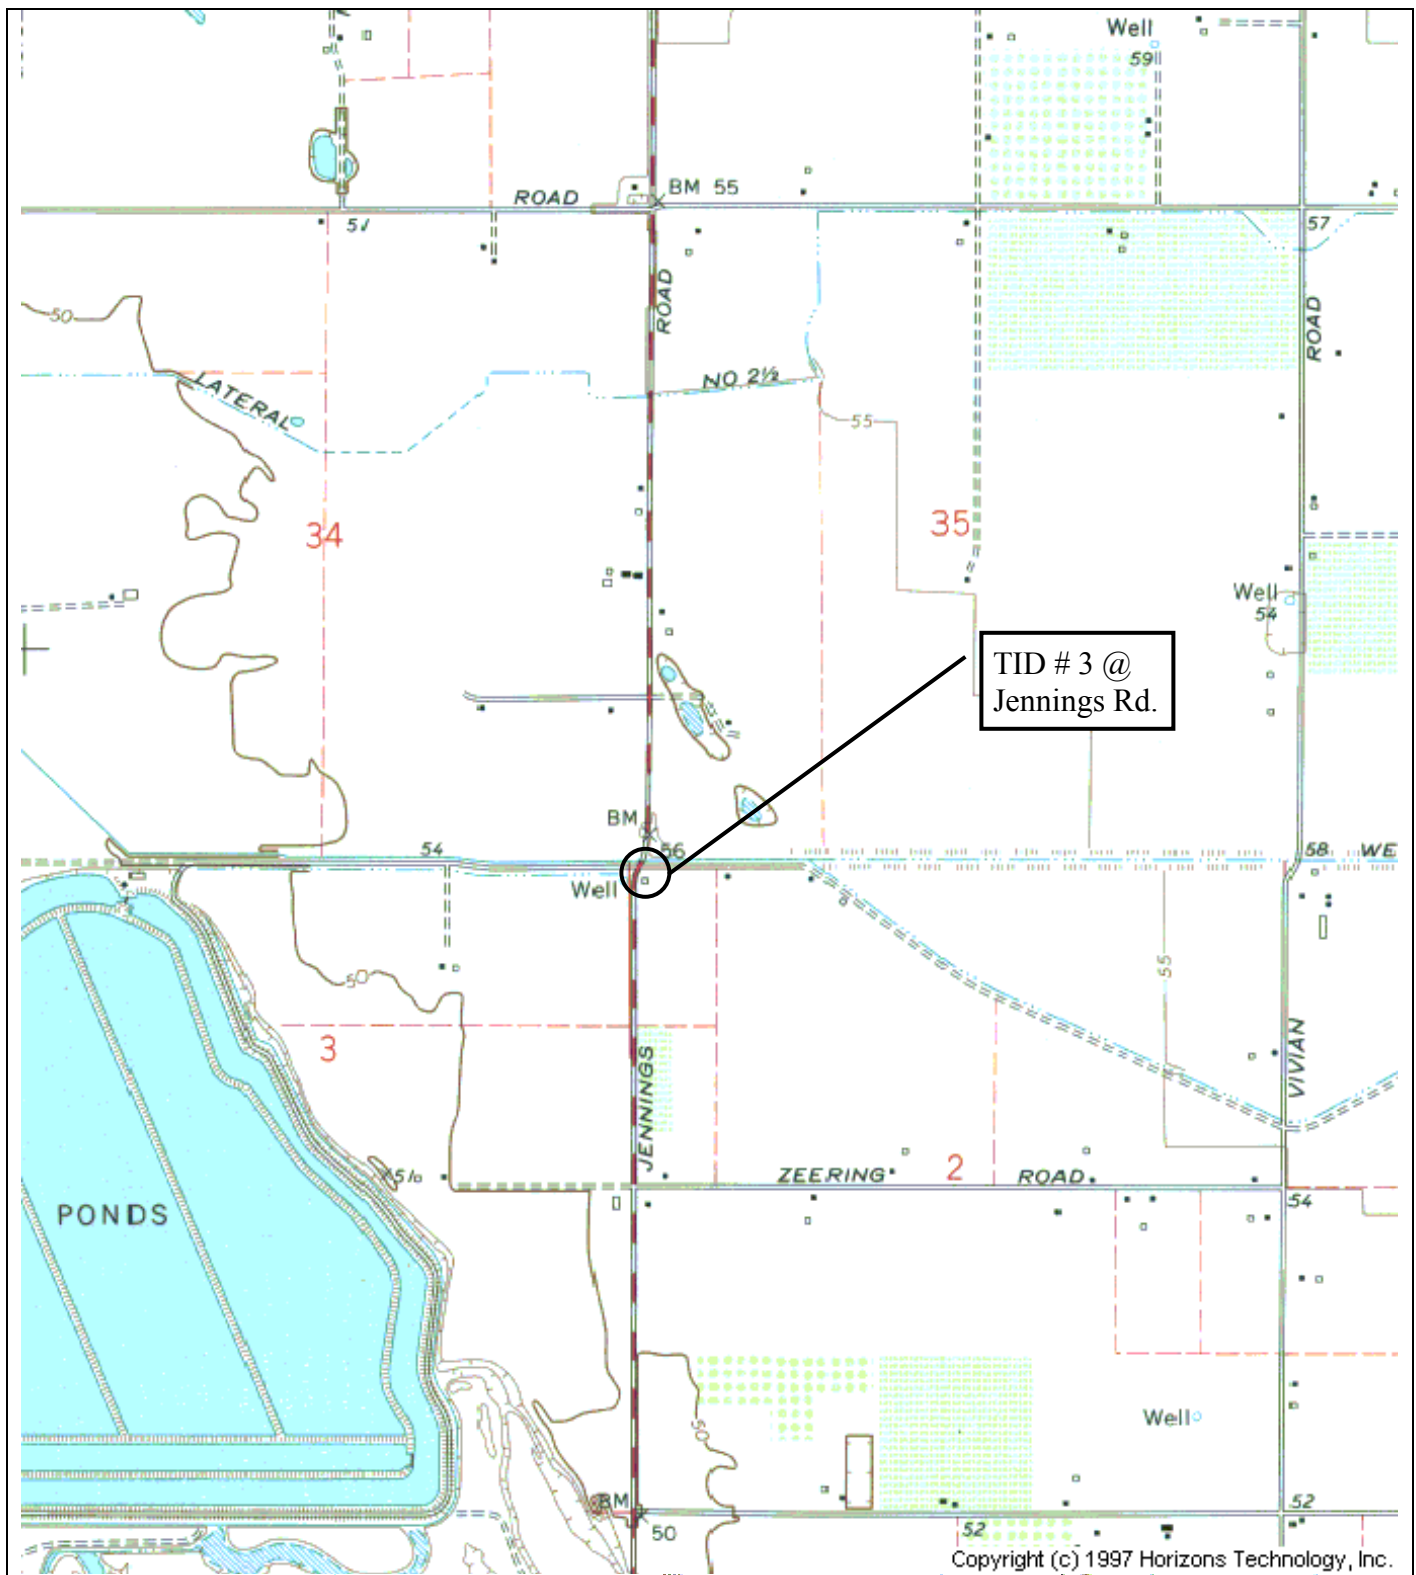 Well
59
BM 55
ROAD
51
57
ROAD
ROAD
50
NO 2½
LATERAL
55
34
35
Well
54
TID # 3 @
Jennings Rd.
BM
56
54
58
WE
Well
50
55
3
JENNINGS
VIVIAN
51
ZEERING
2
ROAD
PONDS
54
50
Well
BM
50
52
52
Copyright (c) 1997 Horizons Technology, Inc.